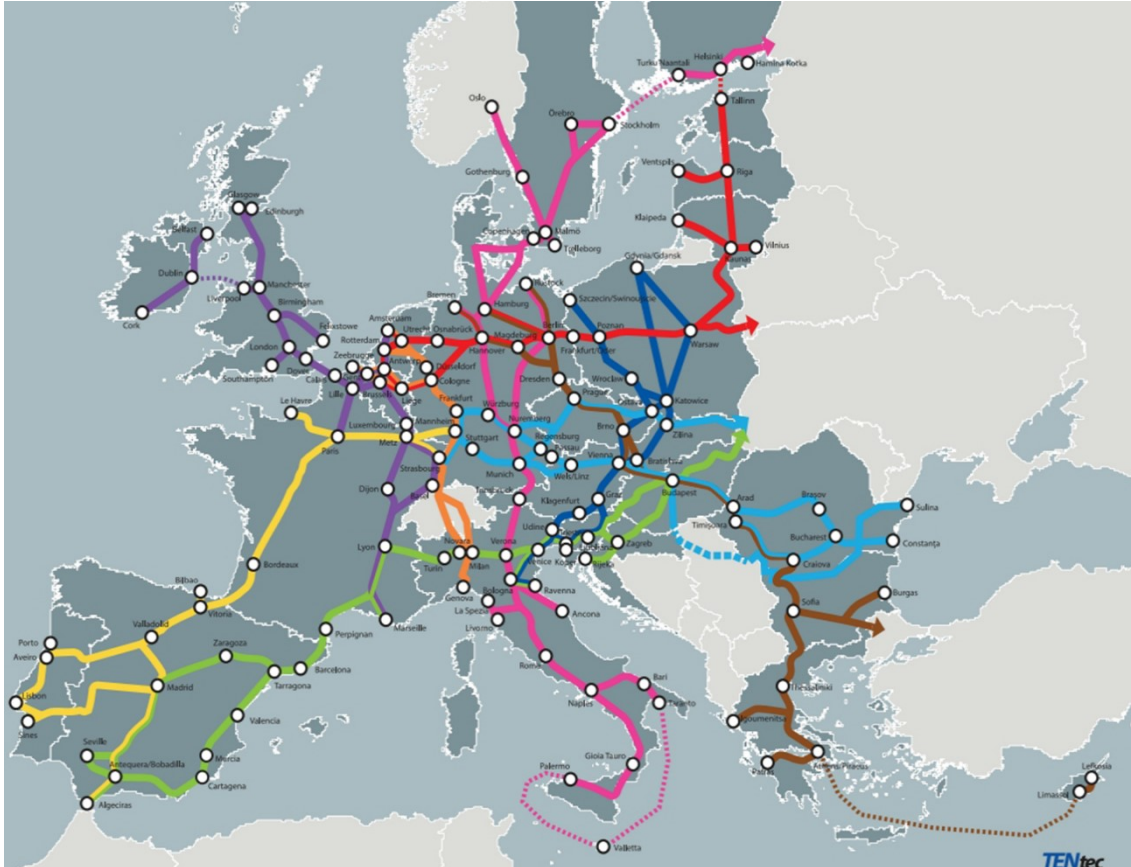 Helsinki
Turku/Naantali
Hamina Kotka
Oslo
Örebro
Stockholm
Tallinn
Ventspils
Riga
Gothenburg
Glasgow
Edinburgh
Klaipeda
Belfast
Copenhagen
Malmö
Trelleborg
Vilnius
Kaunas
Dublin
Gdynia/Gdansk
Liverpool
Manchester
Rostock
Bremen
Szczecin/Swinoujscie
Cork
Birmingham
Hamburg
Felixstowe
Amsterdam
Utrecht
Osnabrück
Magdeburg
Berlin
Poznan
Warsaw
London
Rotterdam
Hannover
Frankfurt/Oder
Zeebrugge
Dover
Antwerp
Düsseldorf
Southampton
Calais
Cologne
Dresden
Wroclaw
Lille
Brussels
Liege
Prague
Katowice
Le Havre
Frankfurt
Würzburg
Ostrava
Luxembourg
Mannheim
Nuremberg
Brno
Zilina
Paris
Metz
Stuttgart
Regensburg
Passau
Strasbourg
Vienna
Bratislava
Munich
Wels/Linz
Dijon
Basel
Budapest
Klagenfurt
Graz
Arad
Braşov
Sulina
Udine
Timişoara
Lyon
Novara
Verona
Zagreb
Bucharest
Constanţa
Turin
Milan
Venice
Koper
Rijeka
Craiova
Bordeaux
Bilbao
Genova
Bologna
Ravenna
Burgas
Vitoria
La Spezia
Ancona
Sofia
Marseille
Livorno
Valladolid
Perpignan
Porto
Zaragoza
Aveiro
Roma
Barcelona
Madrid
Tarragona
Bari
Thessaloniki
Lisbon
Naples
Taranto
Valencia
Igoumenitsa
Sines
Seville
Mercia
Gioia Tauro
Patras
Athens/Piraeus
Antequera/Bobadilla
Palermo
Lefkosia
Cartagena
Limassol
Algeciras
Valletta
TENtec